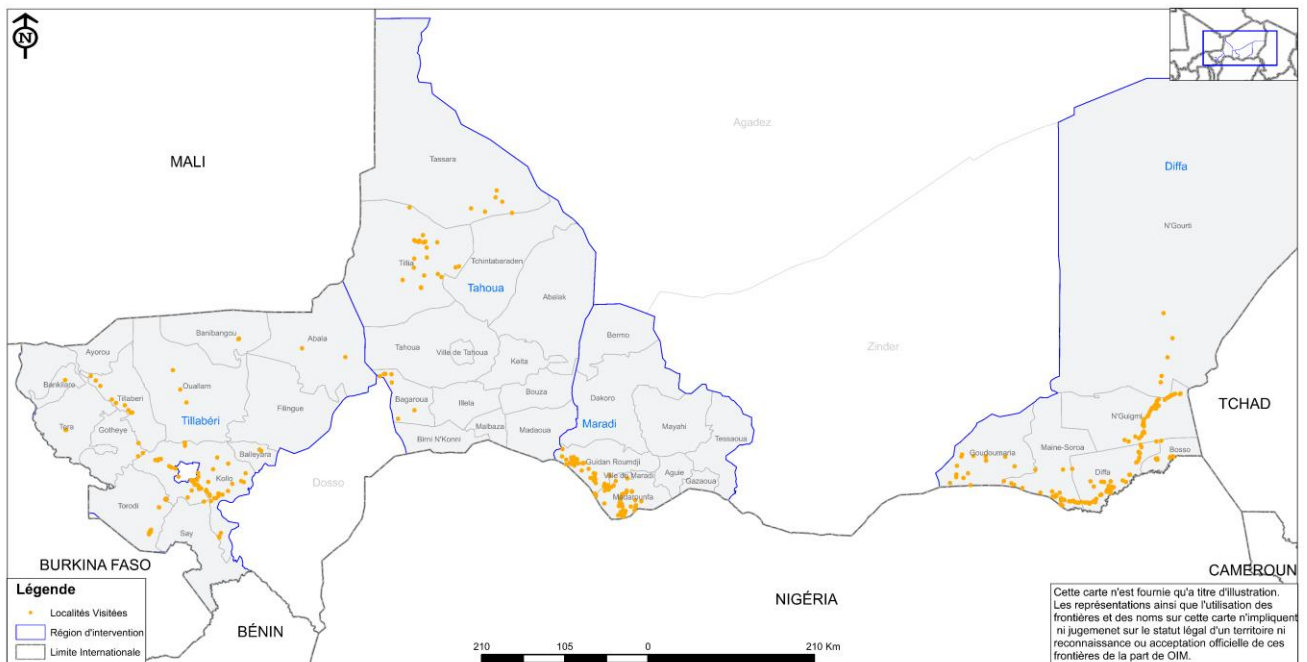 N
Agadez
MALI
Tassara
Diffa
N'Gourti
Tillia
Tchintabaraden
Tahoua
Abalak
Banibangou
Abala
Bermo
Ayorou
Tahoua
Ville de Tahoua
Keita
Zinder
Bankilare
Ouallam
Tillaberi
Bagaroua
Illela
Bouza
Dakoro
TCHAD
Filingue
Tera
Gotheye
Tillabéri
Malbaza
Madaoua
Maradi
Mayahi
N'Guigmi
Birni N'Konni
Tessaoua
Maine-Soroa
Bosso
Balleyara
Guidan Roumdji
Goudoumaria
Kollo
Dosso
Ville de Maradi
Aguie
Gazaoua
Diffa
Torodi
Madarounfa
Say
BURKINA FASO
CAMEROUN
NIGÉRIA
BÉNIN
Légende
Localités Visitées
Région d'intervention
Limite Internationale
210 105 0 210 Km
Cette carte n'est fournie qu'a titre d'illustration.
Les représentations ainsi que l'utilisation des
frontières et des noms sur cette carte n'impliquent
ni jugemenet sur le statut légal d'un territoire ni
reconnaissance ou acceptation officielle de ces
frontières de la part de OIM.